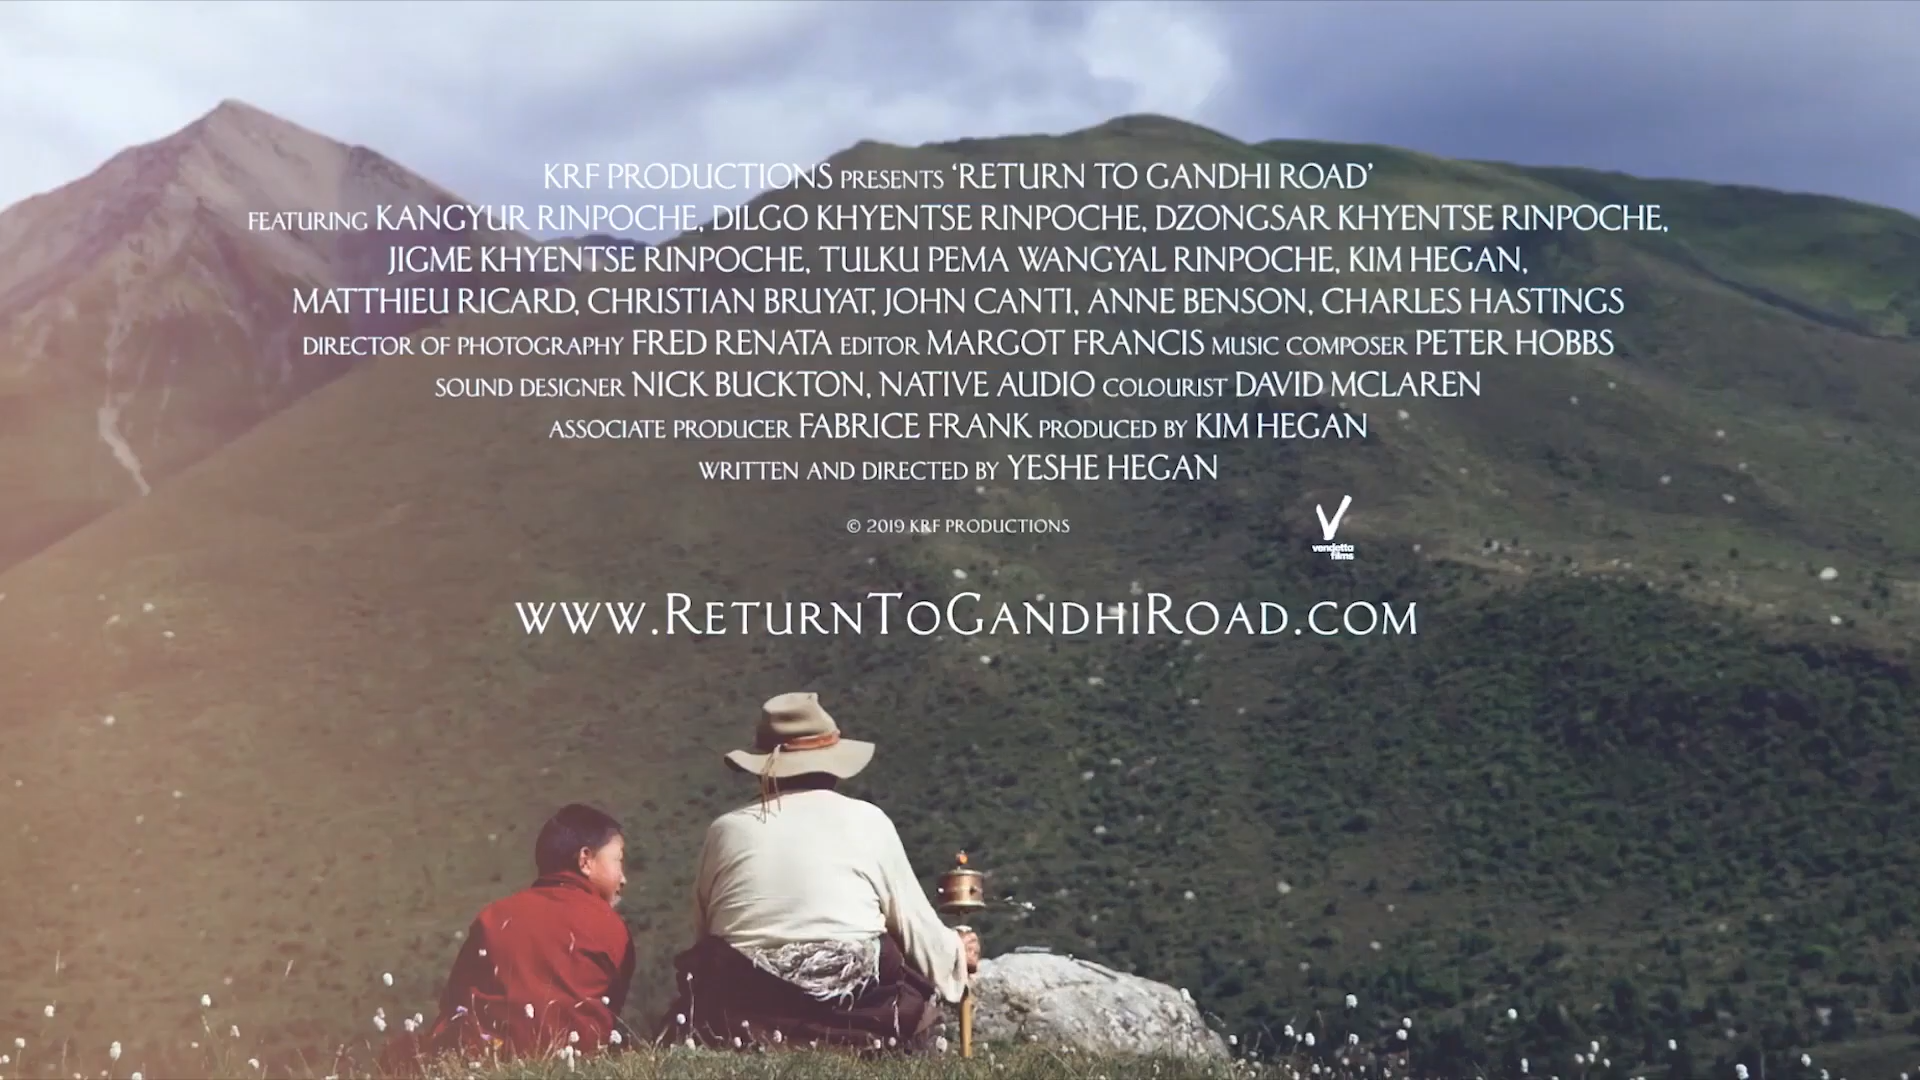 KRF PRODUCTIONS PRESENTS ‘RETURN TO GANDHI ROAD’
FEATURING KANGYUR RINPOCHE, DILGO KHYENTSE RINPOCHE, DZONGSAR KHYENTSE RINPOCHE,
JIGME KHYENTSE RINPOCHE, TULKU PEMA WANGYAL RINPOCHE, KIM HEGAN,
MATTHIEU RICARD, CHRISTIAN BRUYAT, JOHN CANTI, ANNE BENSON, CHARLES HASTINGS
DIRECTOR OF PHOTOGRAPHY FRED RENATA EDITOR MARGOT FRANCIS MUSIC COMPOSER PETER HOBBS
SOUND DESIGNER NICK BUCKTON, NATIVE AUDIO COLOURIST DAVID MCLAREN
ASSOCIATE PRODUCER FABRICE FRANK PRODUCED BY KIM HEGAN
WRITTEN AND DIRECTED BY YESHE HEGAN
© 2019 KRF PRODUCTIONS
vendetta
films
WWW.RETURNTOGANDHIROAD.COM